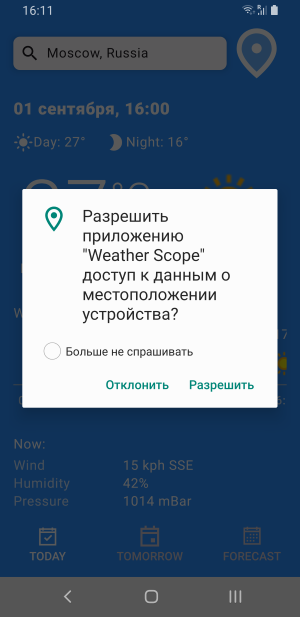 16:11
Moscow, Russia
01 сентября, 16:00
Day: 27° Night: 16°
Разрешить
приложению
"Weather Scope"
доступ к данным о
местоположении
устройства?
Больше не спрашивать
Отклонить Разрешить
Now:
Wind 15 kph SSE
Humidity 42%
Pressure 1014 mBar
TODAY TOMORROW FORECAST